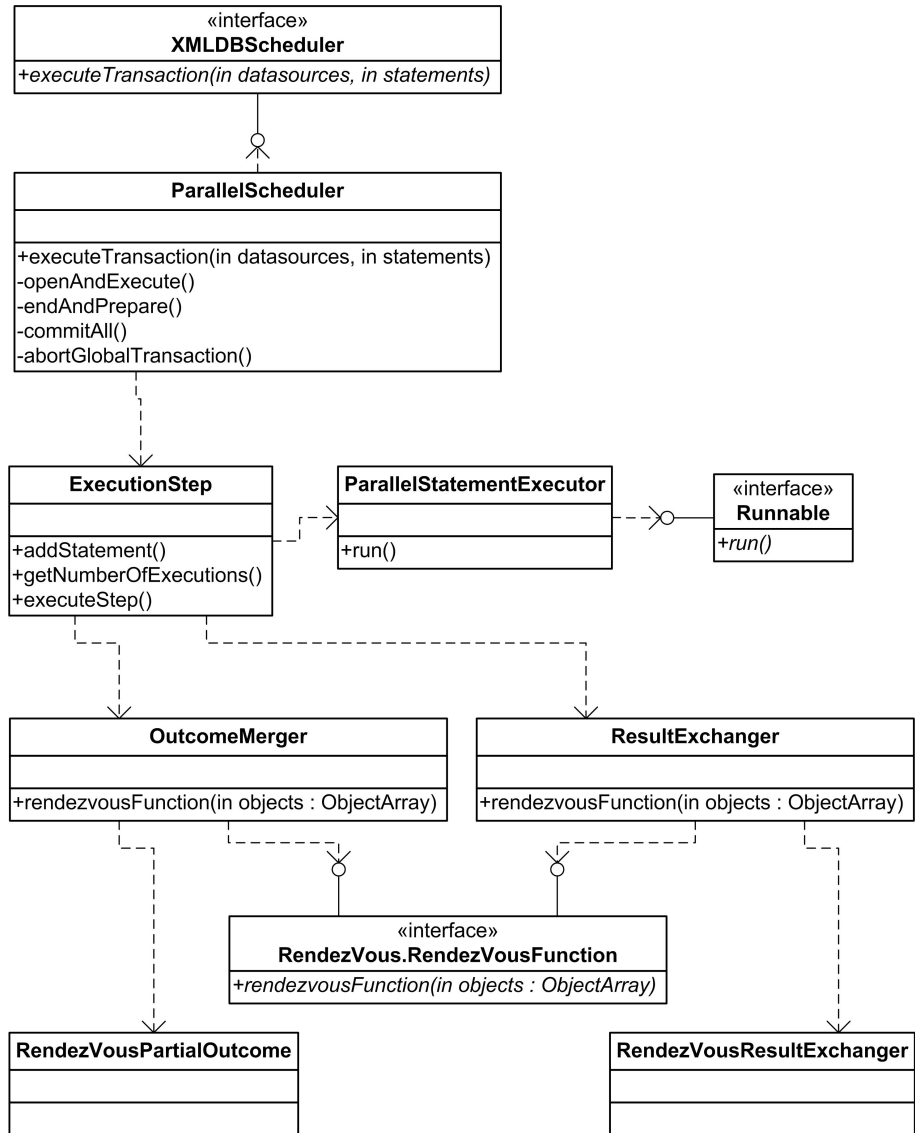 «interface»
XMLDBScheduler
+executeTransaction(in datasources, in statements)
ParallelScheduler
+executeTransaction(in datasources, in statements)
-openAndExecute()
-endAndPrepare()
-commitAll()
-abortGlobalTransaction()
ExecutionStep
+addStatement()
+getNumberOfExecutions()
+executeStep()
ParallelStatementExecutor
+run()
«interface»
Runnable
+run()
OutcomeMerger
+rendezvousFunction(in objects : ObjectArray)
ResultExchanger
+rendezvousFunction(in objects : ObjectArray)
«interface»
RendezVous.RendezVousFunction
+rendezvousFunction(in objects : ObjectArray)
RendezVousPartialOutcome
RendezVousResultExchanger